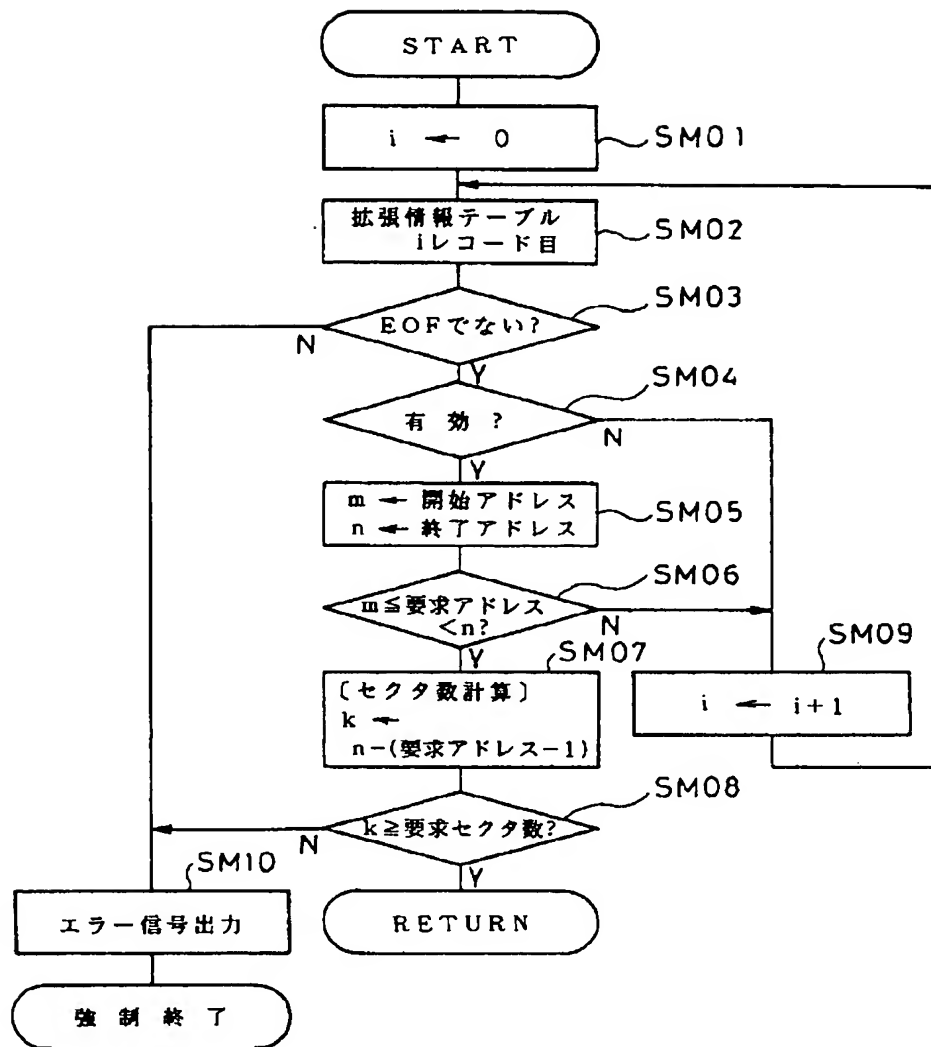 START
i ← 0
SM01
拡張情報テーブル
iレコード目
SM02
EOFでない?
SM03
N
Y
有効?
SM04
N
Y
m ← 開始アドレス
n ← 終了アドレス
SM05
m≦要求アドレス
<n?
SM06
N
Y
SM07
〔セクタ数計算〕
k ←
n-(要求アドレス-1)
SM09
i ← i+1
k≧要求セクタ数?
SM08
N
Y
SM10
エラー信号出力
RETURN
強制終了